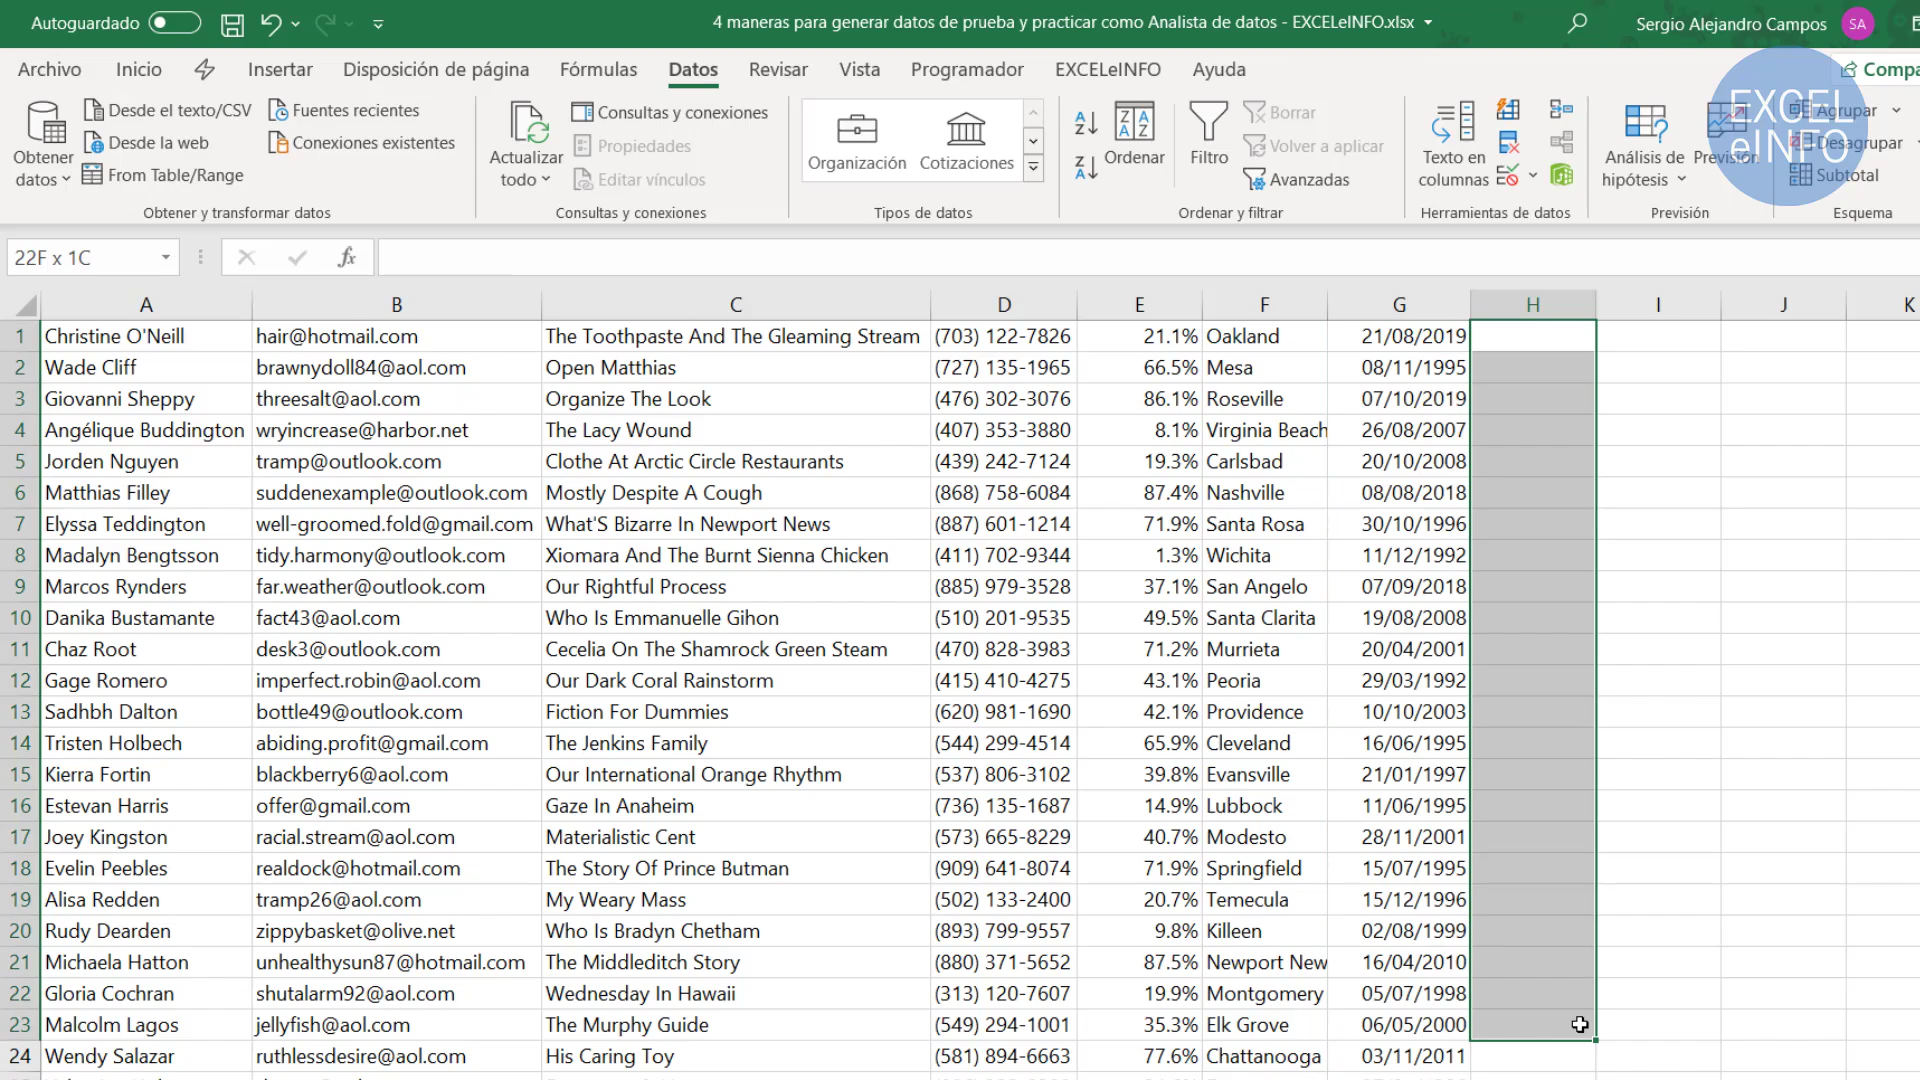 Autoguardado 4 maneras para generar datos de prueba y practicar como Analista de datos - EXCELeINFO.xlsx Sergio Alejandro Campos SA
Archivo Inicio Insertar Disposición de página Fórmulas Datos Revisar Vista Programador EXCELeINFO Ayuda Compa
Obtener datos
Desde el texto/CSV
Desde la web
From Table/Range
Fuentes recientes
Conexiones existentes
Obtener y transformar datos
Actualizar todo
Consultas y conexiones
Propiedades
Editar vínculos
Consultas y conexiones
Organización Cotizaciones
Tipos de datos
Ordenar
Filtro
Borrar
Volver a aplicar
Avanzadas
Ordenar y filtrar
Texto en columnas
Herramientas de datos
Análisis de hipótesis
Previsión
Previsión
Agrupar
Desagrupar
Subtotal
Esquema
EXCEL
eINFO
22F x 1C fx
A B C D E F G H I J K
1 Christine O'Neill hair@hotmail.com The Toothpaste And The Gleaming Stream (703) 122-7826 21.1% Oakland 21/08/2019
2 Wade Cliff brawnydoll84@aol.com Open Matthias (727) 135-1965 66.5% Mesa 08/11/1995
3 Giovanni Sheppy threesalt@aol.com Organize The Look (476) 302-3076 86.1% Roseville 07/10/2019
4 Angélique Buddington wryincrease@harbor.net The Lacy Wound (407) 353-3880 8.1% Virginia Beach 26/08/2007
5 Jorden Nguyen tramp@outlook.com Clothe At Arctic Circle Restaurants (439) 242-7124 19.3% Carlsbad 20/10/2008
6 Matthias Filley suddenexample@outlook.com Mostly Despite A Cough (868) 758-6084 87.4% Nashville 08/08/2018
7 Elyssa Teddington well-groomed.fold@gmail.com What'S Bizarre In Newport News (887) 601-1214 71.9% Santa Rosa 30/10/1996
8 Madalyn Bengtsson tidy.harmony@outlook.com Xiomara And The Burnt Sienna Chicken (411) 702-9344 1.3% Wichita 11/12/1992
9 Marcos Rynders far.weather@outlook.com Our Rightful Process (885) 979-3528 37.1% San Angelo 07/09/2018
10 Danika Bustamante fact43@aol.com Who Is Emmanuelle Gihon (510) 201-9535 49.5% Santa Clarita 19/08/2008
11 Chaz Root desk3@outlook.com Cecelia On The Shamrock Green Steam (470) 828-3983 71.2% Murrieta 20/04/2001
12 Gage Romero imperfect.robin@aol.com Our Dark Coral Rainstorm (415) 410-4275 43.1% Peoria 29/03/1992
13 Sadhbh Dalton bottle49@outlook.com Fiction For Dummies (620) 981-1690 42.1% Providence 10/10/2003
14 Tristen Holbech abiding.profit@gmail.com The Jenkins Family (544) 299-4514 65.9% Cleveland 16/06/1995
15 Kierra Fortin blackberry6@aol.com Our International Orange Rhythm (537) 806-3102 39.8% Evansville 21/01/1997
16 Estevan Harris offer@gmail.com Gaze In Anaheim (736) 135-1687 14.9% Lubbock 11/06/1995
17 Joey Kingston racial.stream@aol.com Materialistic Cent (573) 665-8229 40.7% Modesto 28/11/2001
18 Evelin Peebles realdock@hotmail.com The Story Of Prince Butman (909) 641-8074 71.9% Springfield 15/07/1995
19 Alisa Redden tramp26@aol.com My Weary Mass (502) 133-2400 20.7% Temecula 15/12/1996
20 Rudy Dearden zippybasket@olive.net Who Is Bradyn Chetham (893) 799-9557 9.8% Killeen 02/08/1999
21 Michaela Hatton unhealthysun87@hotmail.com The Middleditch Story (880) 371-5652 87.5% Newport New 16/04/2010
22 Gloria Cochran shutalarm92@aol.com Wednesday In Hawaii (313) 120-7607 19.9% Montgomery 05/07/1998
23 Malcolm Lagos jellyfish@aol.com The Murphy Guide (549) 294-1001 35.3% Elk Grove 06/05/2000
24 Wendy Salazar ruthlessdesire@aol.com His Caring Toy (581) 894-6663 77.6% Chattanooga 03/11/2011